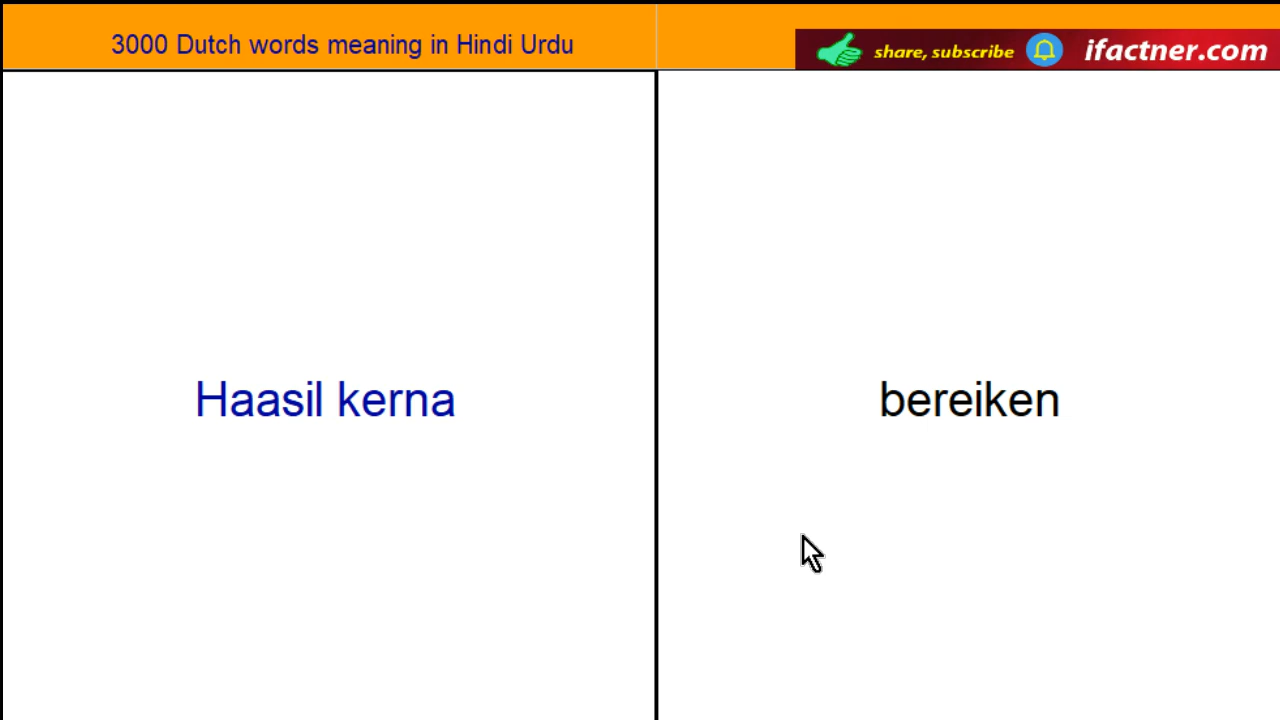 3000 Dutch words meaning in Hindi Urdu
share, subscribe ifactner.com
Haasil kerna
bereiken